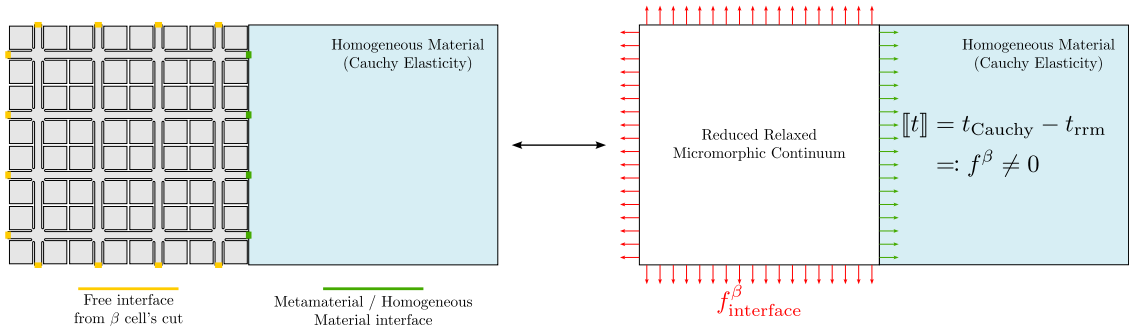 Homogeneous Material
(Cauchy Elasticity)
Free interface
from β cell's cut
Metamaterial / Homogeneous
Material interface
Reduced Relaxed
Micromorphic Continuum
Homogeneous Material
(Cauchy Elasticity)
⟦t⟧ = t_Cauchy − t_rrm
=: f^β ≠ 0
f^β_interface